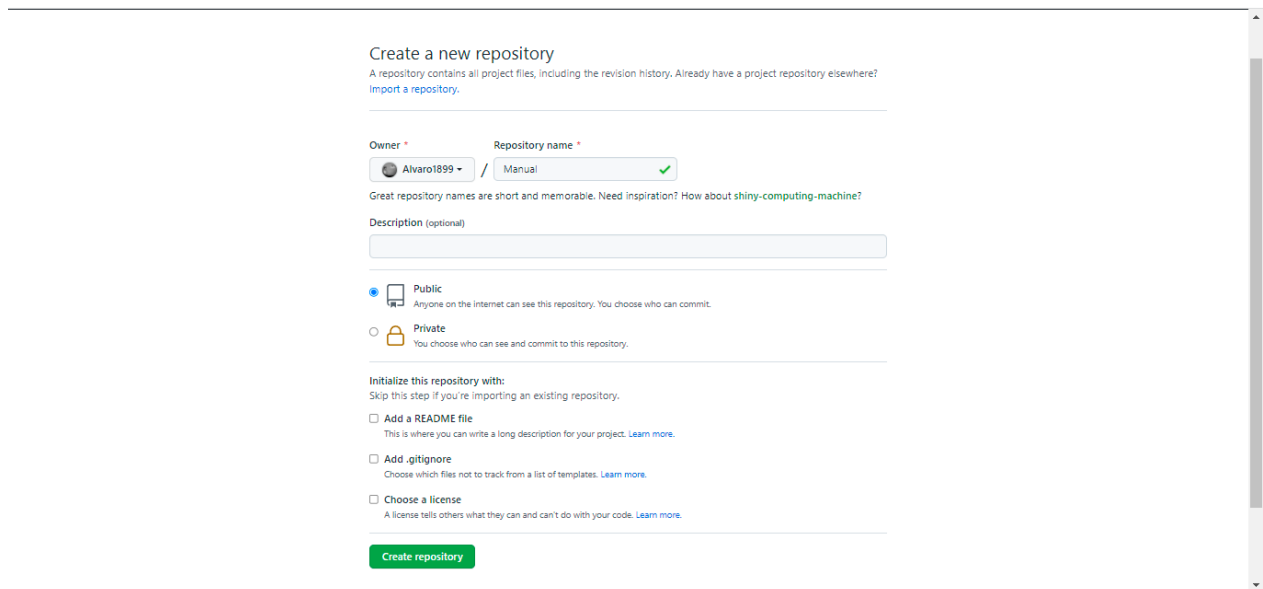 Create a new repository
A repository contains all project files, including the revision history. Already have a project repository elsewhere?
Import a repository.
Owner *
Repository name *
Alvaro1899
/
Manual
Great repository names are short and memorable. Need inspiration? How about shiny-computing-machine?
Description (optional)
Public
Anyone on the internet can see this repository. You choose who can commit.
Private
You choose who can see and commit to this repository.
Initialize this repository with:
Skip this step if you're importing an existing repository.
Add a README file
This is where you can write a long description for your project. Learn more.
Add .gitignore
Choose which files not to track from a list of templates. Learn more.
Choose a license
A license tells others what they can and can't do with your code. Learn more.
Create repository